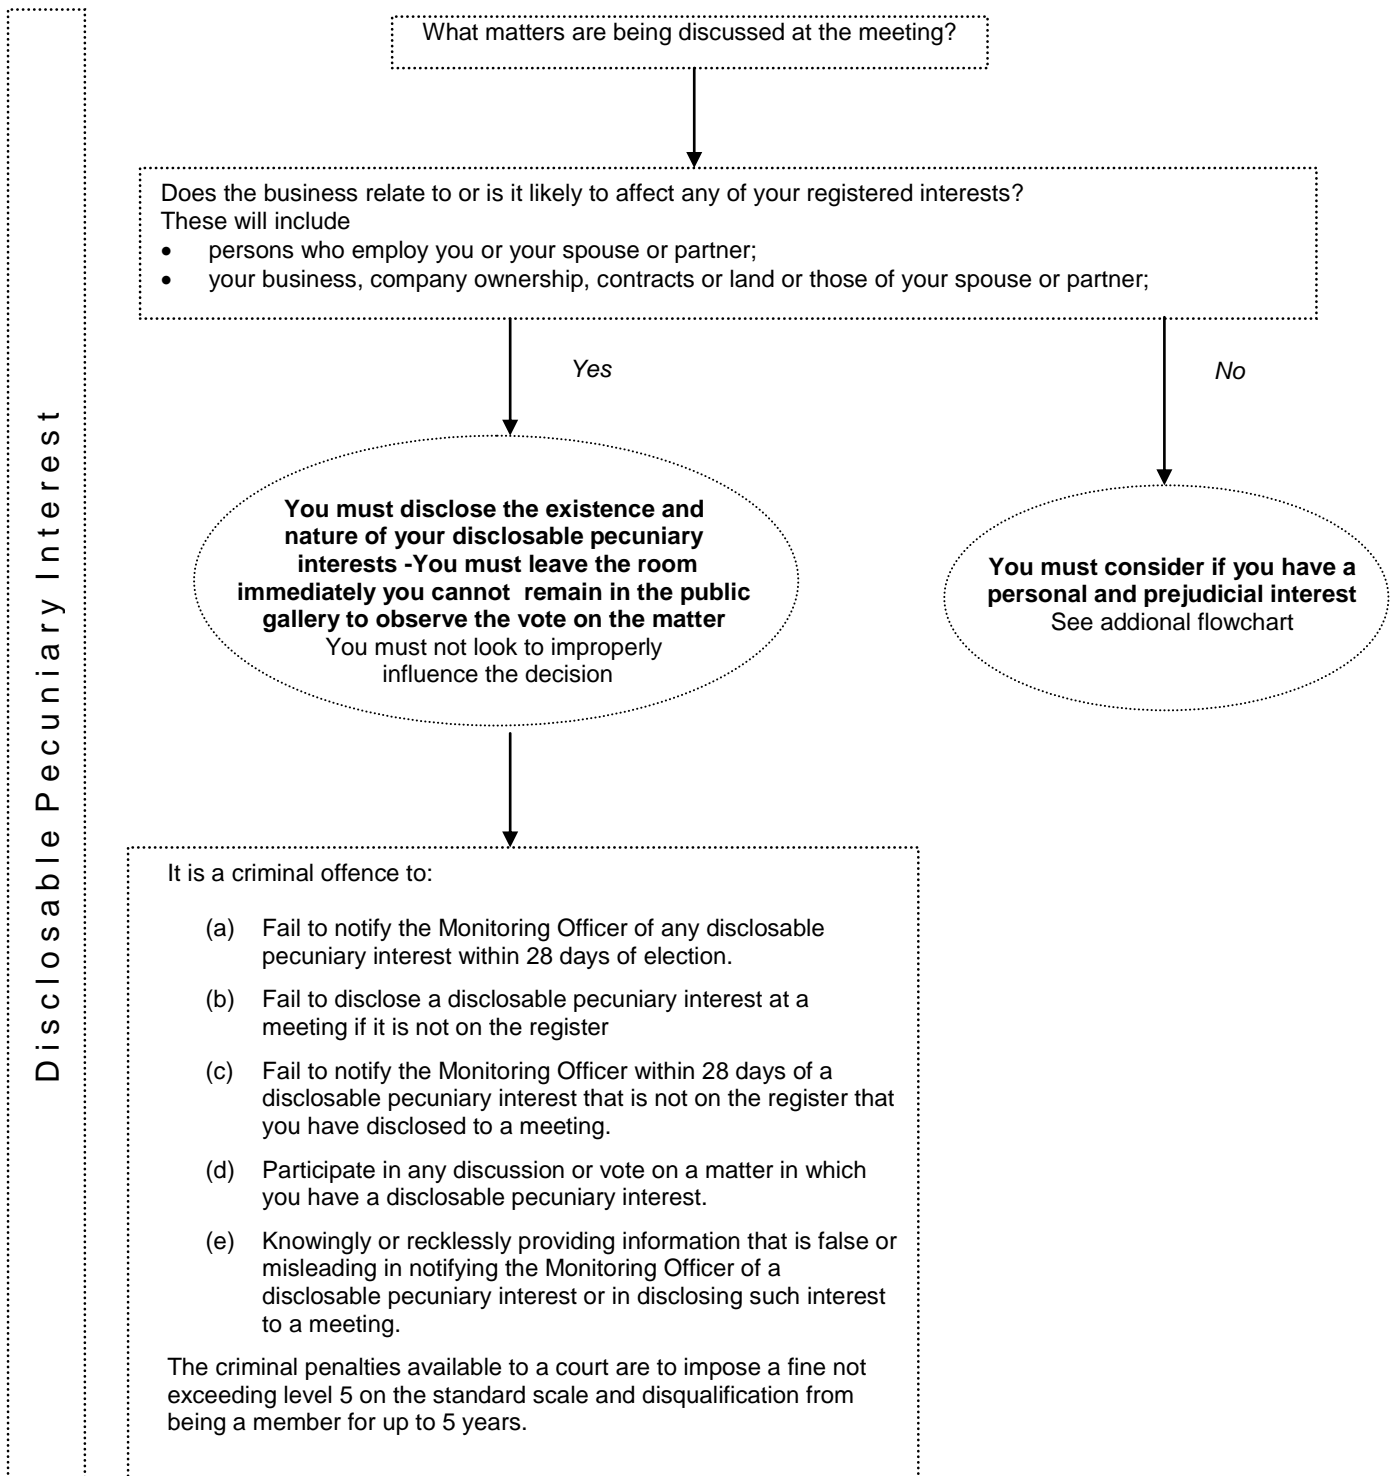 Disclosable Pecuniary Interest
What matters are being discussed at the meeting?
Does the business relate to or is it likely to affect any of your registered interests?
These will include
• persons who employ you or your spouse or partner;
• your business, company ownership, contracts or land or those of your spouse or partner;
Yes
No
You must disclose the existence and
nature of your disclosable pecuniary
interests -You must leave the room
immediately you cannot remain in the public
gallery to observe the vote on the matter
You must not look to improperly
influence the decision
You must consider if you have a
personal and prejudicial interest
See addional flowchart
It is a criminal offence to:
(a) Fail to notify the Monitoring Officer of any disclosable
pecuniary interest within 28 days of election.
(b) Fail to disclose a disclosable pecuniary interest at a
meeting if it is not on the register
(c) Fail to notify the Monitoring Officer within 28 days of a
disclosable pecuniary interest that is not on the register that
you have disclosed to a meeting.
(d) Participate in any discussion or vote on a matter in which
you have a disclosable pecuniary interest.
(e) Knowingly or recklessly providing information that is false or
misleading in notifying the Monitoring Officer of a
disclosable pecuniary interest or in disclosing such interest
to a meeting.
The criminal penalties available to a court are to impose a fine not
exceeding level 5 on the standard scale and disqualification from
being a member for up to 5 years.